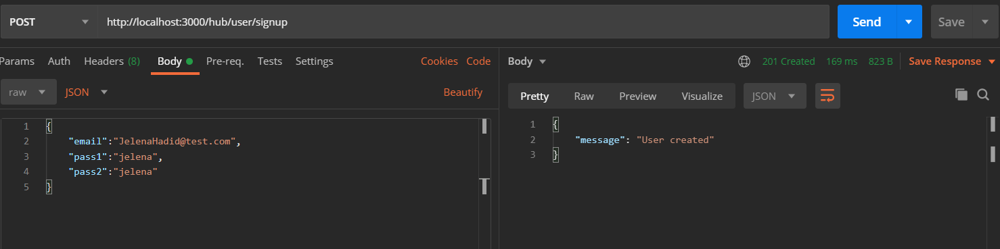 POST http://localhost:3000/hub/user/signup Send Save
Params Auth Headers (8) Body Pre-req. Tests Settings Cookies Code
raw JSON Beautify
1 {
2 "email":"JelenaHadid@test.com",
3 "pass1":"jelena",
4 "pass2":"jelena"
5 }
Body 201 Created 169 ms 823 B Save Response
Pretty Raw Preview Visualize JSON
1 {
2 "message": "User created"
3 }